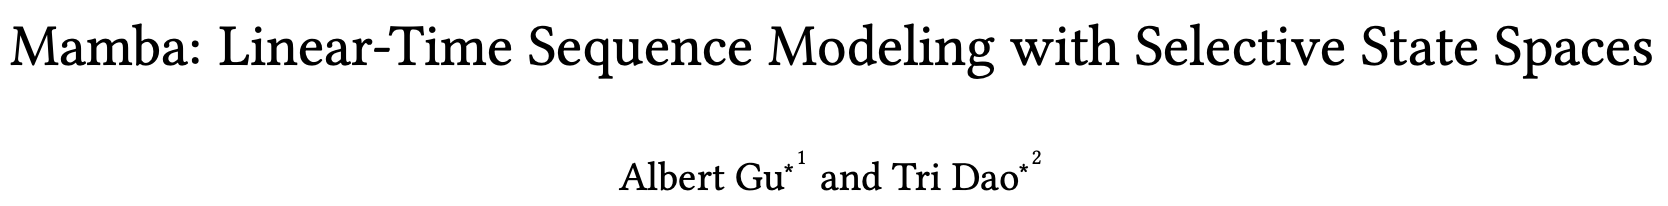 Mamba: Linear-Time Sequence Modeling with Selective State Spaces
Albert Gu*1 and Tri Dao*2